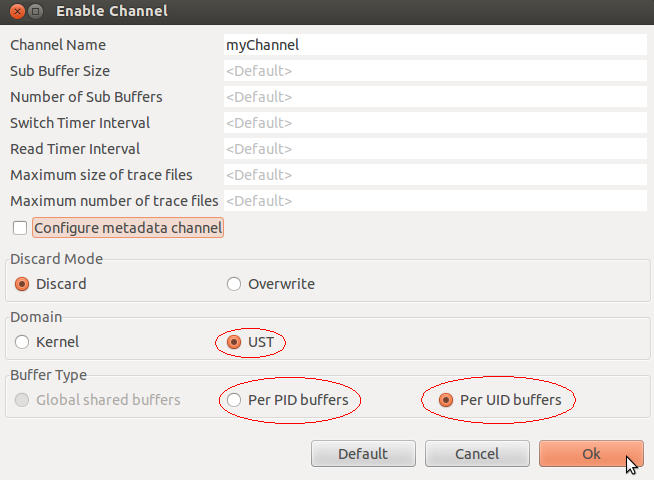 Enable Channel
Channel Name myChannel
Sub Buffer Size <Default>
Number of Sub Buffers <Default>
Switch Timer Interval <Default>
Read Timer Interval <Default>
Maximum size of trace files <Default>
Maximum number of trace files <Default>
Configure metadata channel
Discard Mode
Discard Overwrite
Domain
Kernel UST
Buffer Type
Global shared buffers Per PID buffers Per UID buffers
Default Cancel Ok